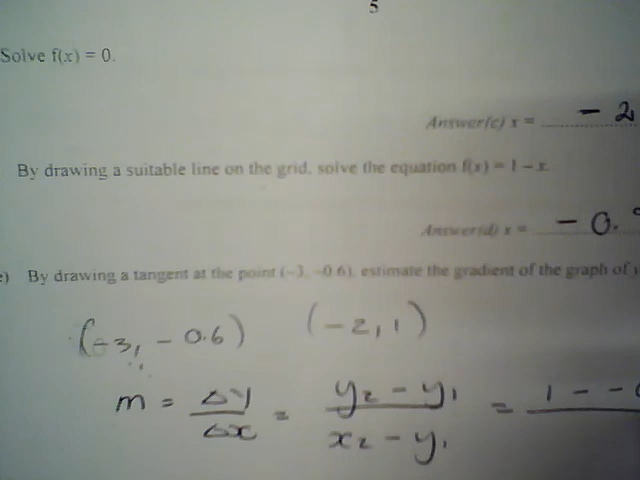 5
Solve f(x) = 0.
Answer(c) x = - 2
By drawing a suitable line on the grid, solve the equation f(x) = 1 – x.
Answer(d) x = - 0.
e) By drawing a tangent at the point (–3, –0.6), estimate the gradient of the graph of
(-3, - 0.6) (-2, 1)
m = Δy/Δx = y₂ - y₁/x₂ - y₁ = 1 - -